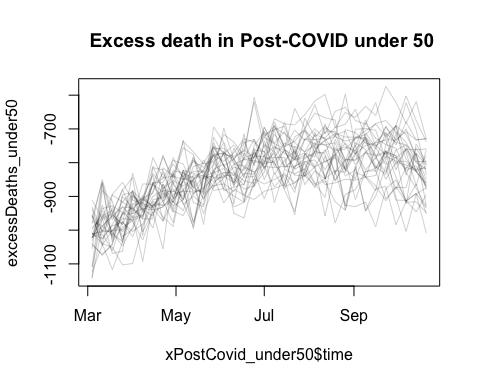 Excess death in Post-COVID under 50
excessDeaths_under50
-700
-900
-1100
Mar May Jul Sep
xPostCovid_under50$time